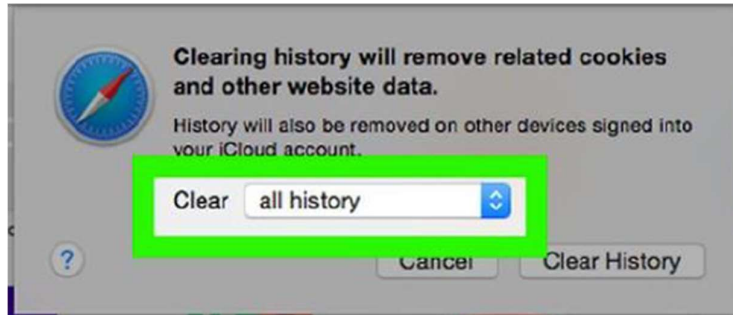 Clearing history will remove related cookies
and other website data.
History will also be removed on other devices signed into
your iCloud account.
Clear all history
?
Cancel Clear History